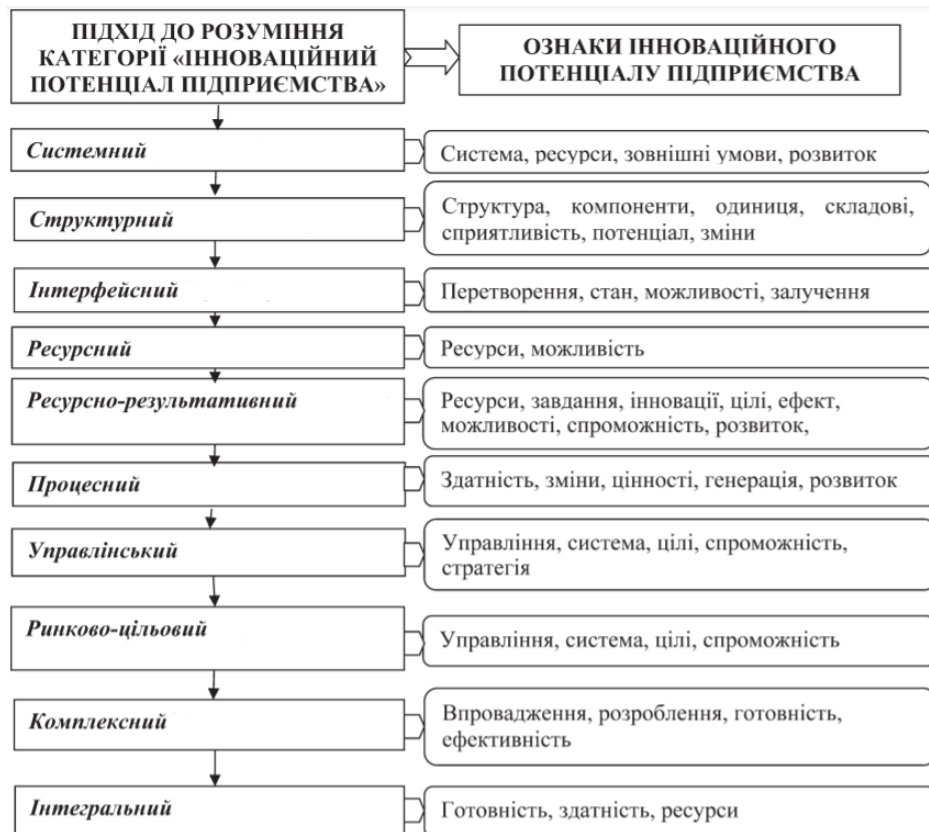 ПІДХІД ДО РОЗУМІННЯ
КАТЕГОРІЇ «ІННОВАЦІЙНИЙ
ПОТЕНЦІАЛ ПІДПРИЄМСТВА»
ОЗНАКИ ІННОВАЦІЙНОГО
ПОТЕНЦІАЛУ ПІДПРИЄМСТВА
Системний
Система, ресурси, зовнішні умови, розвиток
Структурний
Структура, компоненти, одиниця, складові,
сприятливість, потенціал, зміни
Інтерфейсний
Перетворення, стан, можливості, залучення
Ресурсний
Ресурси, можливість
Ресурсно-результативний
Ресурси, завдання, інновації, цілі, ефект,
можливості, спроможність, розвиток,
Процесний
Здатність, зміни, цінності, генерація, розвиток
Управлінський
Управління, система, цілі, спроможність,
стратегія
Ринково-цільовий
Управління, система, цілі, спроможність
Комплексний
Впровадження, розроблення, готовність,
ефективність
Інтегральний
Готовність, здатність, ресурси